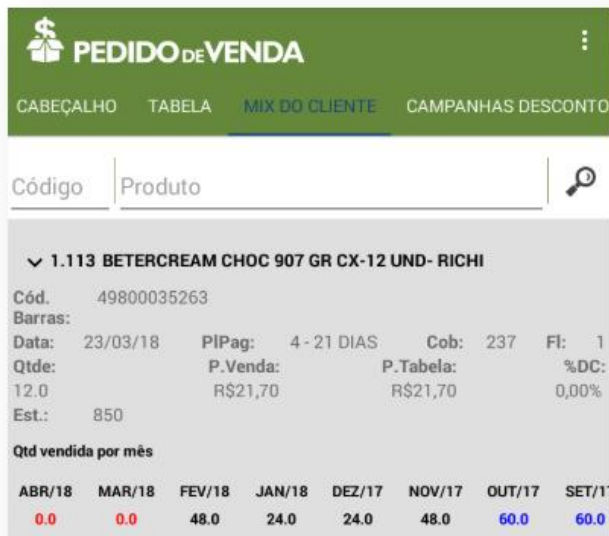 PEDIDO DE VENDA
CABEÇALHO TABELA MIX DO CLIENTE CAMPANHAS DESCONTO
Código Produto
1.113 BETERCREAM CHOC 907 GR CX-12 UND- RICHI
Cód. Barras: 49800035263
Data: 23/03/18 PlPag: 4 - 21 DIAS Cob: 237 Fl: 1
Qtde: P.Venda: P.Tabela: %DC:
12.0 R$21,70 R$21,70 0,00%
Est.: 850
Qtd vendida por mês
ABR/18 MAR/18 FEV/18 JAN/18 DEZ/17 NOV/17 OUT/17 SET/17
0.0 0.0 48.0 24.0 24.0 48.0 60.0 60.0